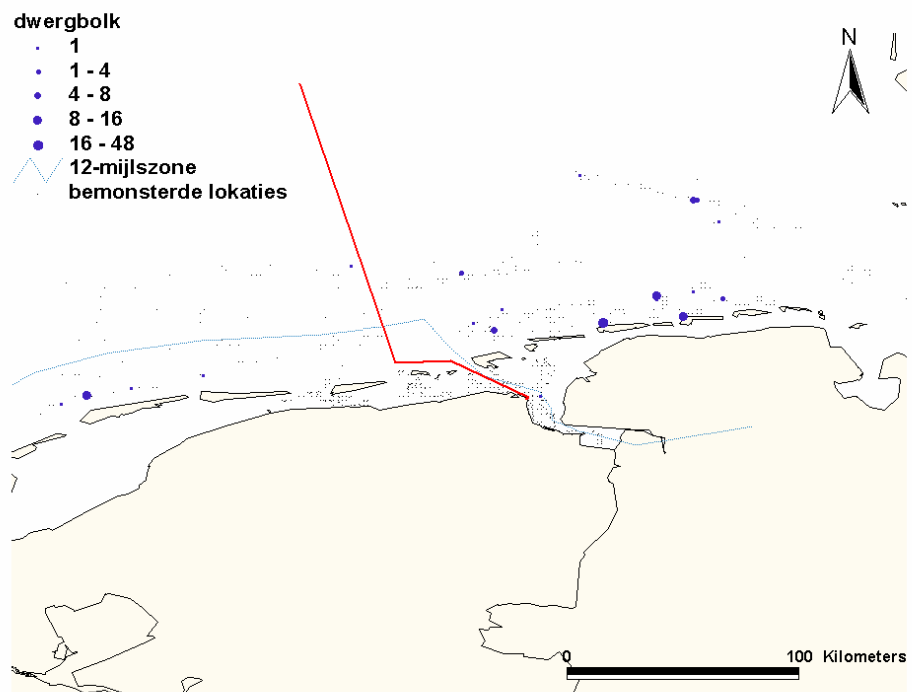 dwergbolk
1
1 - 4
4 - 8
8 - 16
16 - 48
12-mijlszone
bemonsterde lokaties
N
0 100 Kilometers